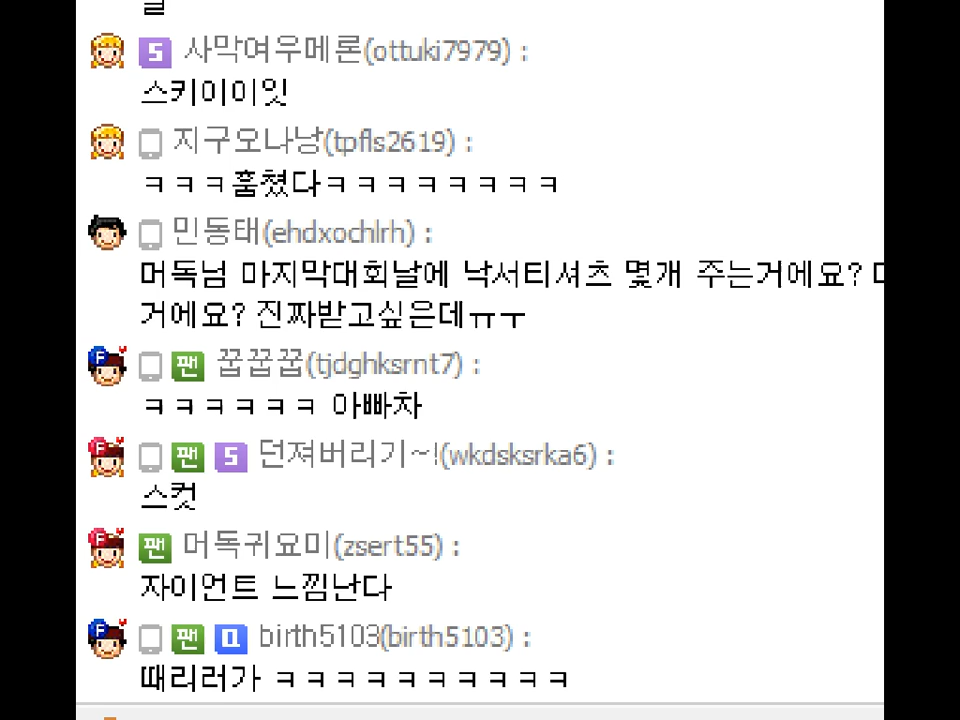 S 사막여우메론(ottuki7979) :
스키이이잇
지구오나낭(tpfls2619) :
ㅋㅋㅋ훔쳤다ㅋㅋㅋㅋㅋㅋㅋㅋ
민동태(ehdxochlrh) :
머독님 마지막대회날에 낙서티셔츠 몇개 주는거에요?
거에요? 진짜받고싶은데ㅠㅜ
팬 꿉꿉꿉(tjdghksrnt7) :
ㅋㅋㅋㅋㅋㅋ 아빠차
팬 S 던져버리기~!(wkdsksrka6) :
스컷
팬 머독귀요미(zsert55) :
자이언트 느낌난다
팬 Q birth5103(birth5103) :
때리러가 ㅋㅋㅋㅋㅋㅋㅋㅋㅋㅋ